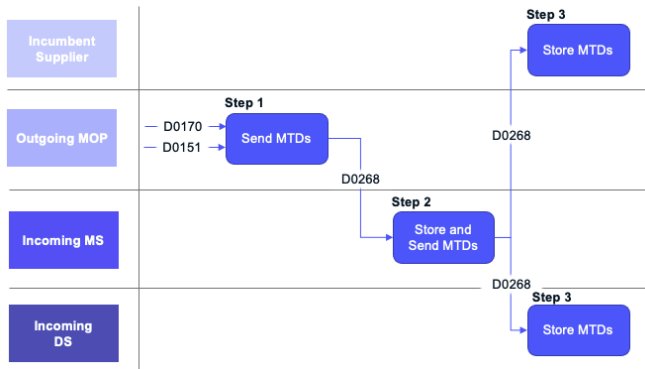 Step 3
Incumbent
Supplier
Store MTDs
Step 1
D0170
D0151
Outgoing MOP
Send MTDs
D0268
D0268
Step 2
Incoming MS
Store and
Send MTDs
D0268
Step 3
Incoming
DS
Store MTDs